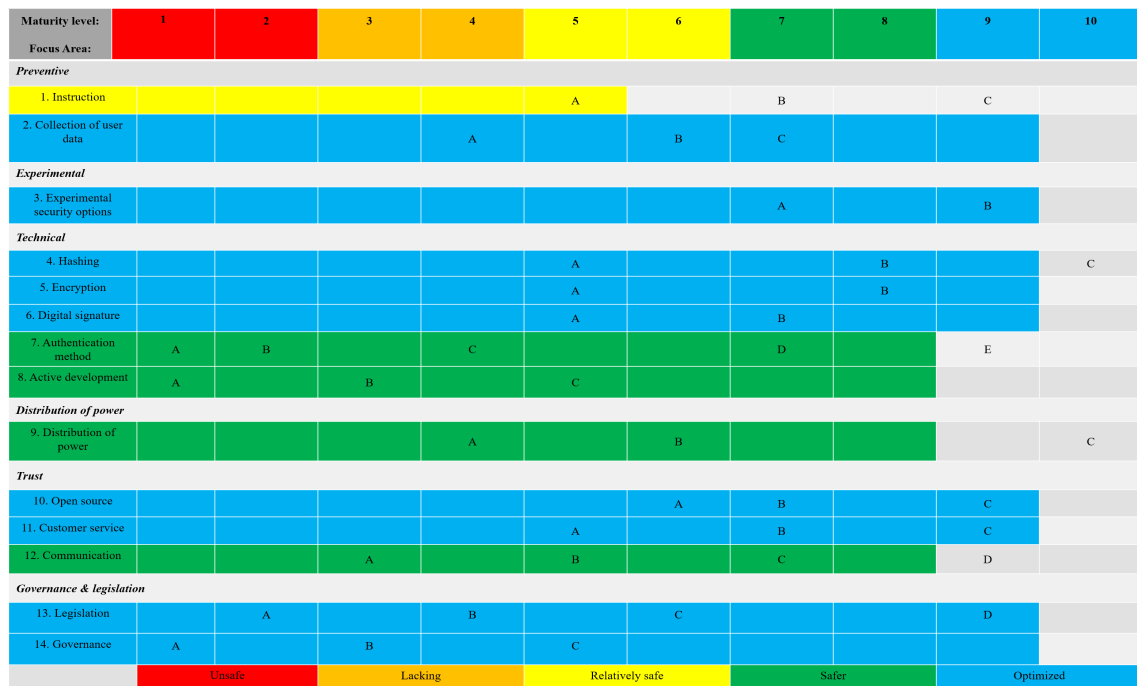 Maturity level: 1 2 3 4 5 6 7 8 9 10
Focus Area:
Preventive
1. Instruction A B C
2. Collection of user
data A B C
Experimental
3. Experimental
security options A B
Technical
4. Hashing A B C
5. Encryption A B
6. Digital signature A B
7. Authentication
method A B C D E
8. Active development A B C
Distribution of power
9. Distribution of
power A B C
Trust
10. Open source A B C
11. Customer service A B C
12. Communication A B C D
Governance & legislation
13. Legislation A B C D
14. Governance A B C
Unsafe Lacking Relatively safe Safer Optimized